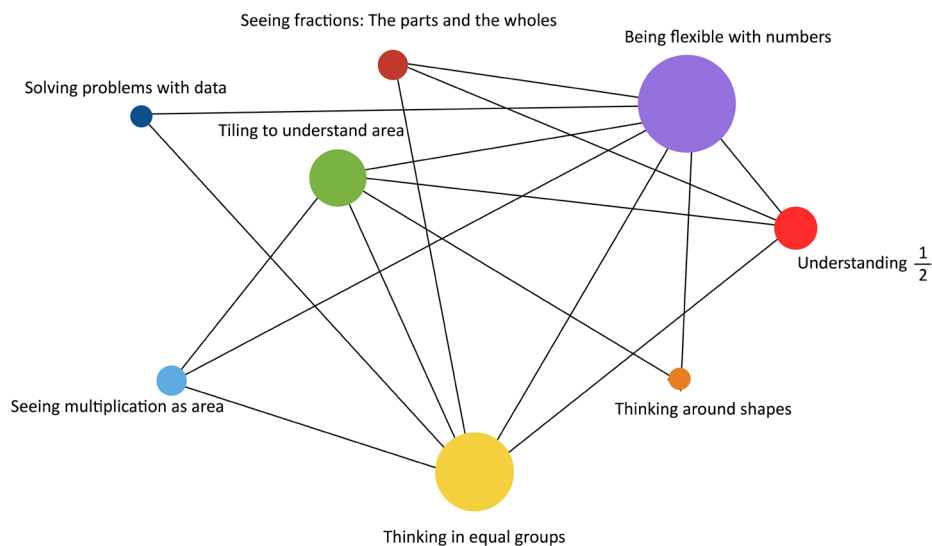 Seeing fractions: The parts and the wholes
Being flexible with numbers
Solving problems with data
Tiling to understand area
Understanding 1/2
Seeing multiplication as area
Thinking around shapes
Thinking in equal groups